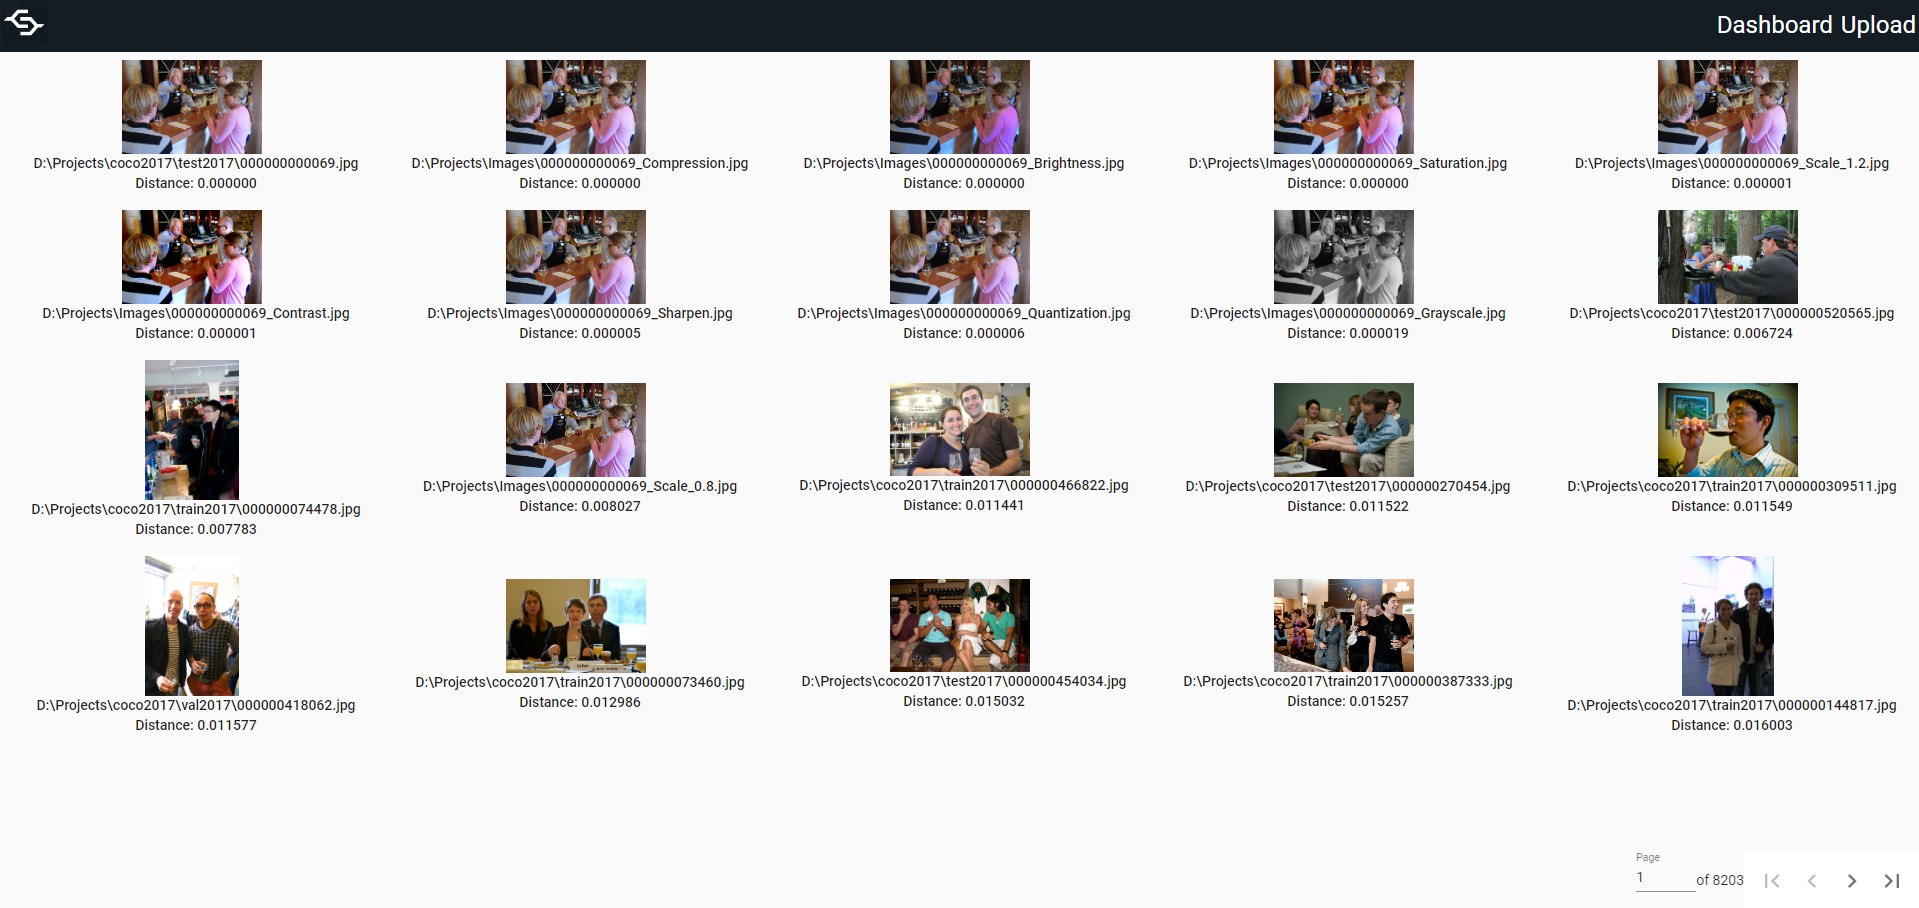 Dashboard Upload
D:\Projects\coco2017\test2017\000000000069.jpg
Distance: 0.000000
D:\Projects\Images\000000000069_Compression.jpg
Distance: 0.000000
D:\Projects\Images\000000000069_Brightness.jpg
Distance: 0.000000
D:\Projects\Images\000000000069_Saturation.jpg
Distance: 0.000000
D:\Projects\Images\000000000069_Scale_1.2.jpg
Distance: 0.000001
D:\Projects\Images\000000000069_Contrast.jpg
Distance: 0.000001
D:\Projects\Images\000000000069_Sharpen.jpg
Distance: 0.000005
D:\Projects\Images\000000000069_Quantization.jpg
Distance: 0.000006
D:\Projects\Images\000000000069_Grayscale.jpg
Distance: 0.000019
D:\Projects\coco2017\test2017\000000520565.jpg
Distance: 0.006724
D:\Projects\coco2017\train2017\000000074478.jpg
Distance: 0.007783
D:\Projects\Images\000000000069_Scale_0.8.jpg
Distance: 0.008027
D:\Projects\coco2017\train2017\000000466822.jpg
Distance: 0.011441
D:\Projects\coco2017\test2017\000000270454.jpg
Distance: 0.011522
D:\Projects\coco2017\train2017\000000309511.jpg
Distance: 0.011549
D:\Projects\coco2017\val2017\000000418062.jpg
Distance: 0.011577
D:\Projects\coco2017\train2017\000000073460.jpg
Distance: 0.012986
D:\Projects\coco2017\test2017\000000454034.jpg
Distance: 0.015032
D:\Projects\coco2017\train2017\000000387333.jpg
Distance: 0.015257
D:\Projects\coco2017\train2017\000000144817.jpg
Distance: 0.016003
Page
1 of 8203